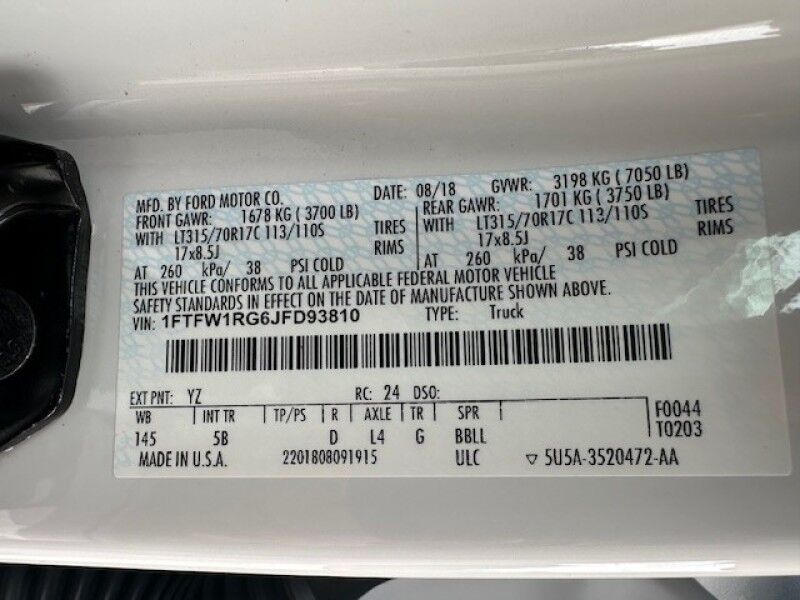 MFD. BY FORD MOTOR CO. DATE: 08/18 GVWR: 3198 KG ( 7050 LB)
FRONT GAWR: 1678 KG ( 3700 LB) REAR GAWR: 1701 KG ( 3750 LB)
WITH LT315/70R17C 113/110S TIRES WITH LT315/70R17C 113/110S TIRES
17x8.5J RIMS 17x8.5J RIMS
AT 260 kPa/ 38 PSI COLD AT 260 kPa/ 38 PSI COLD
THIS VEHICLE CONFORMS TO ALL APPLICABLE FEDERAL MOTOR VEHICLE
SAFETY STANDARDS IN EFFECT ON THE DATE OF MANUFACTURE SHOWN ABOVE.
VIN: 1FTFW1RG6JFD93810 TYPE: Truck
EXT PNT: YZ RC: 24 DSO:
WB INT TR TP/PS R AXLE TR SPR F0044
145 5B D L4 G BBLL T0203
MADE IN U.S.A. 2201808091915 ULC ▽ 5U5A-3520472-AA